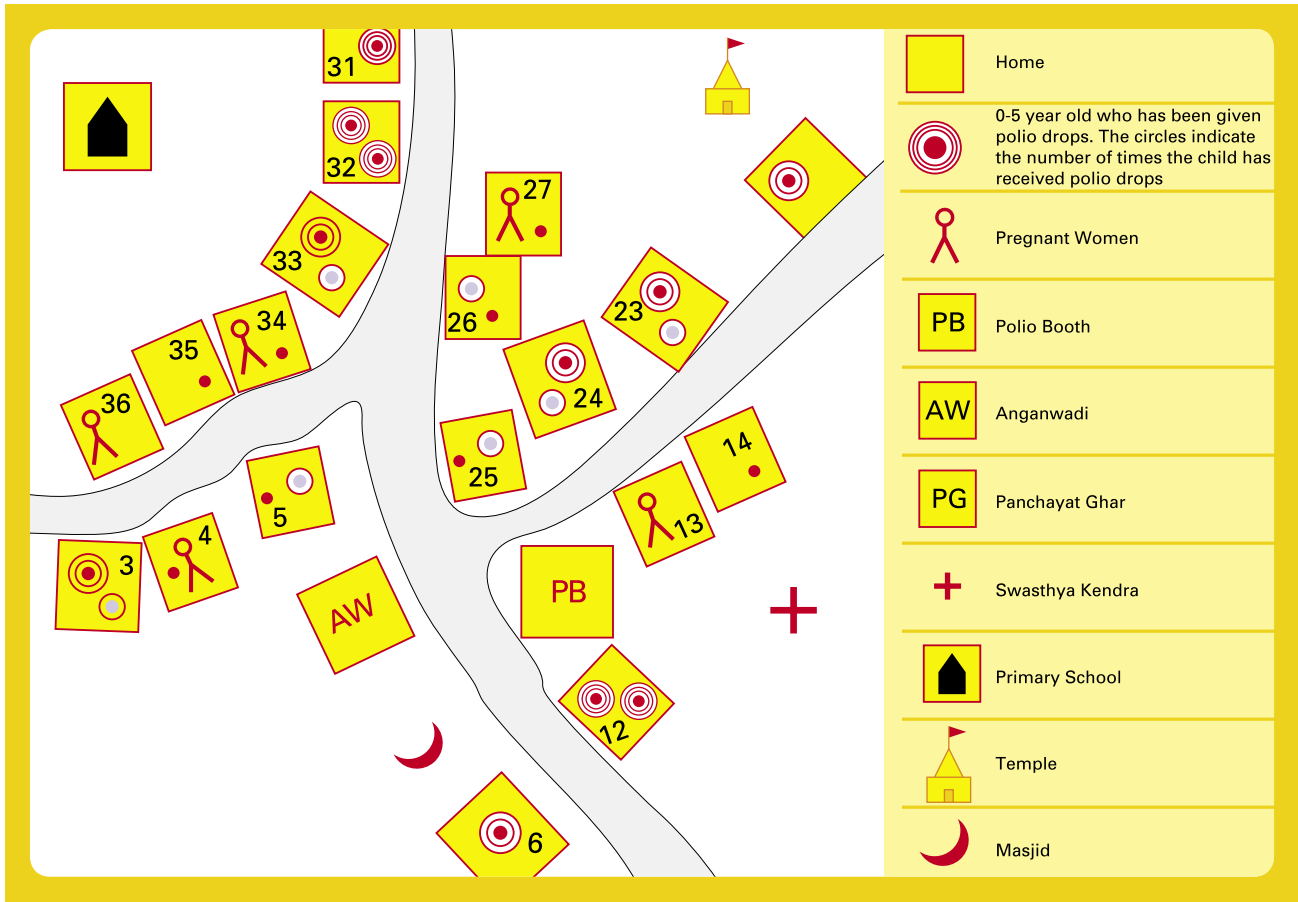 31
32
33
34
35
36
27
26
23
24
25
14
13
5
4
3
AW
PB
12
6
Home
0-5 year old who has been given
polio drops. The circles indicate
the number of times the child has
received polio drops
Pregnant Women
PB
Polio Booth
AW
Anganwadi
PG
Panchayat Ghar
Swasthya Kendra
Primary School
Temple
Masjid